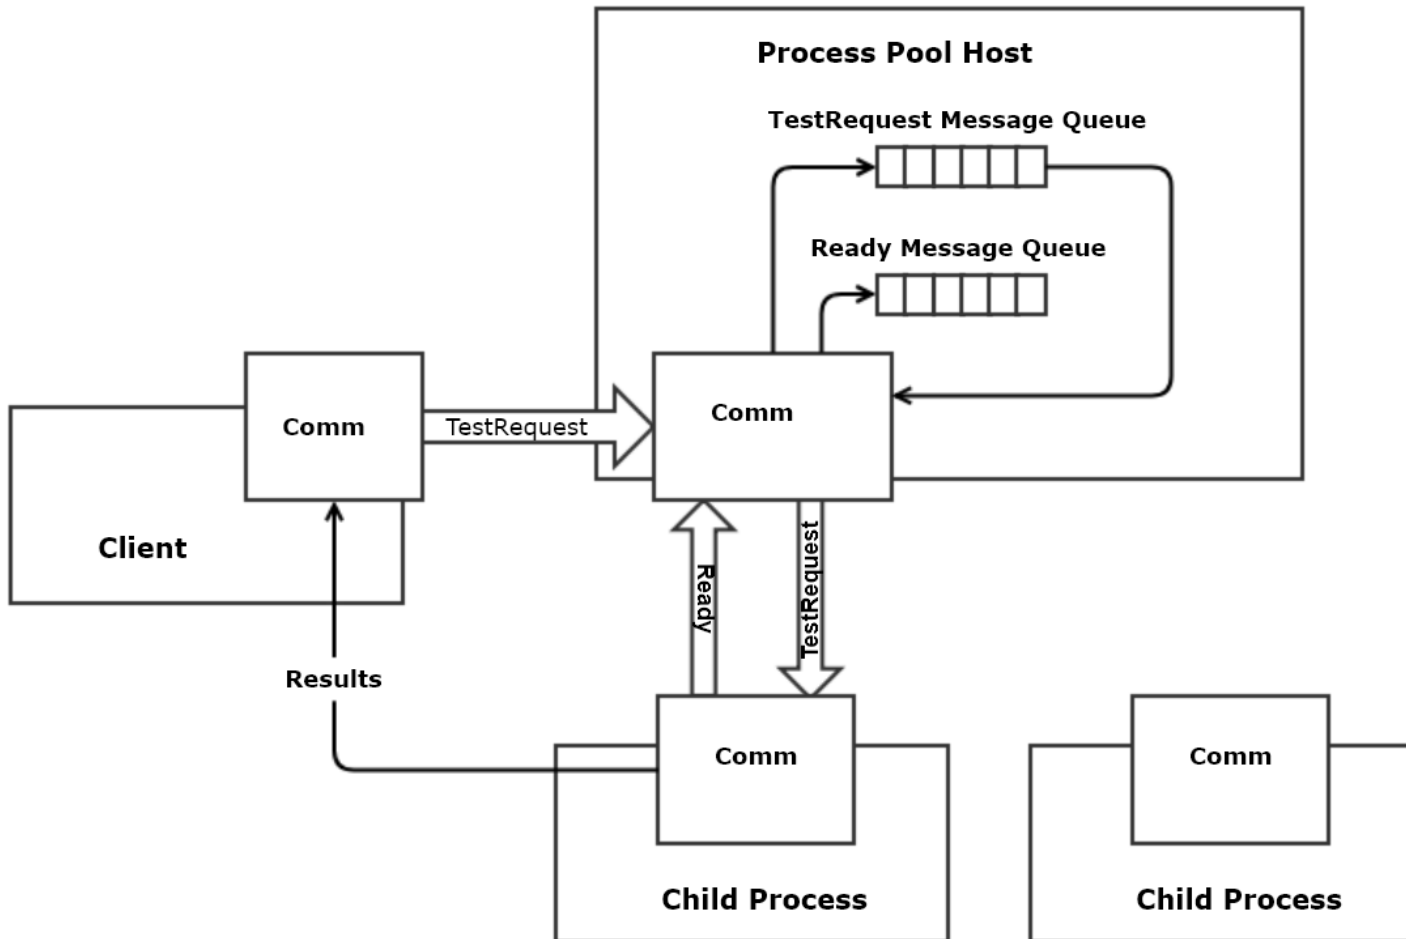 Process Pool Host
TestRequest Message Queue
Ready Message Queue
Comm
TestRequest
Comm
Client
Ready
TestRequest
Results
Comm
Comm
Child Process
Child Process